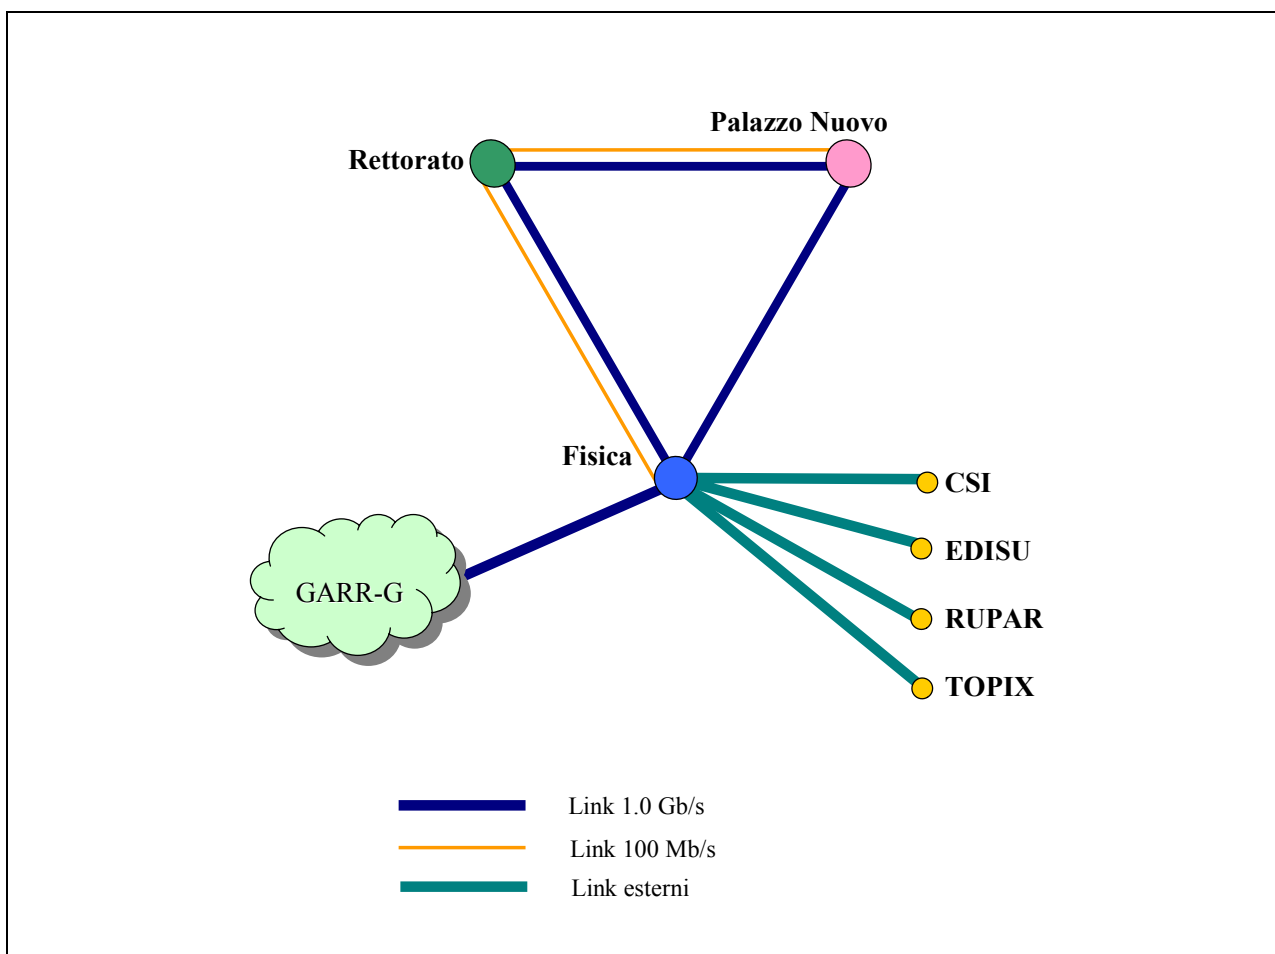 Palazzo Nuovo
Rettorato
Fisica
CSI
EDISU
GARR-G
RUPAR
TOPIX
Link 1.0 Gb/s
Link 100 Mb/s
Link esterni